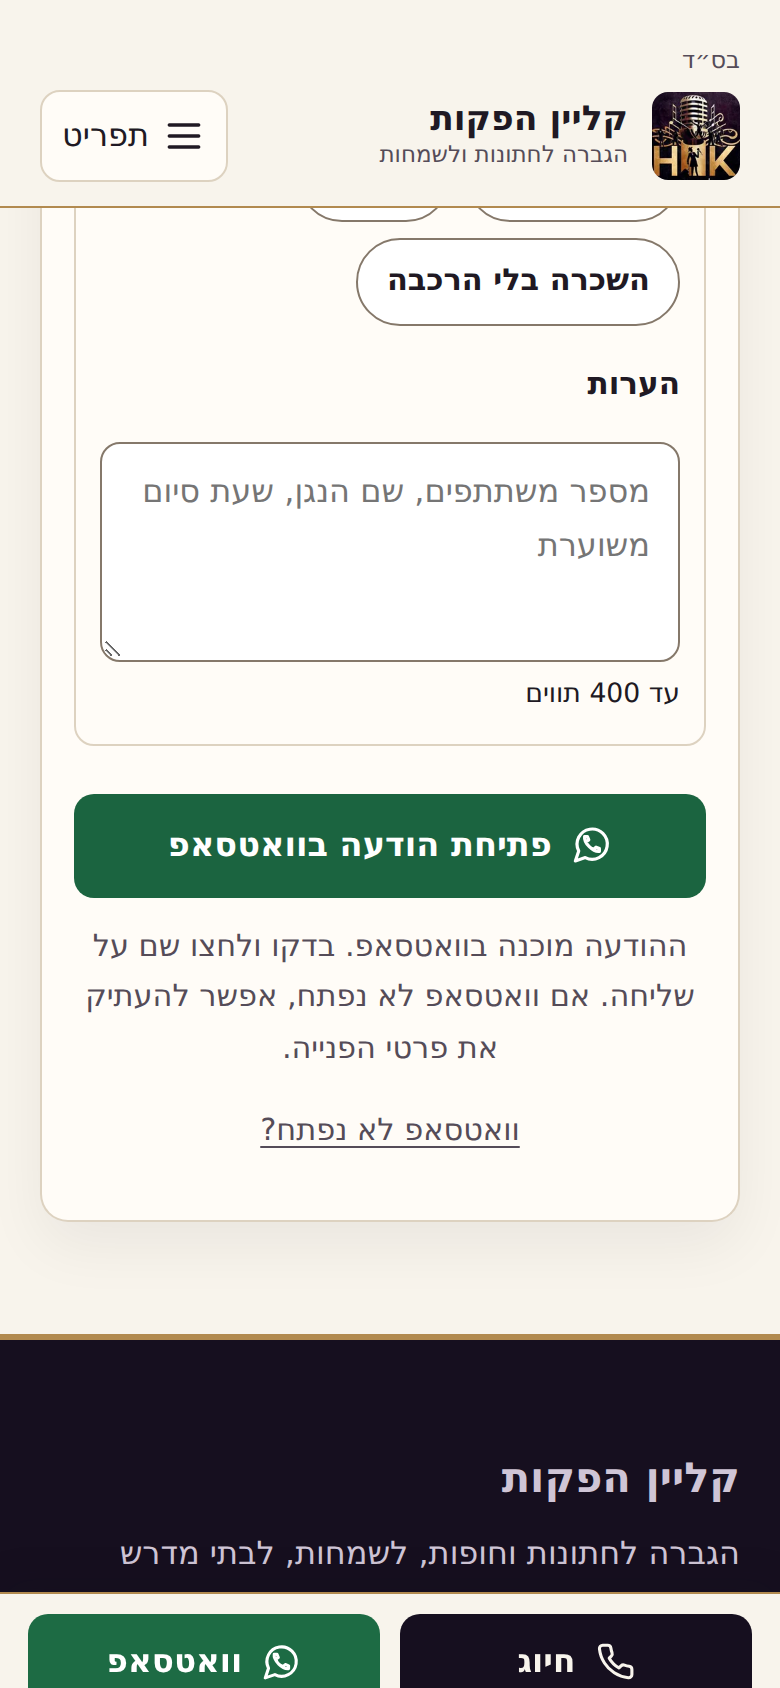 בס״ד
קליין הפקות
הגברה לחתונות ולשמחות
תפריט
HK
השכרה בלי הרכבה
הערות
מספר משתתפים, שם הנגן, שעת סיום
משוערת
עד 400 תווים
פתיחת הודעה בוואטסאפ
ההודעה מוכנה בוואטסאפ. בדקו ולחצו שם על
שליחה. אם וואטסאפ לא נפתח, אפשר להעתיק
את פרטי הפנייה.
וואטסאפ לא נפתח?
קליין הפקות
הגברה לחתונות וחופות, לשמחות, לבתי מדרש
חיוג
וואטסאפ